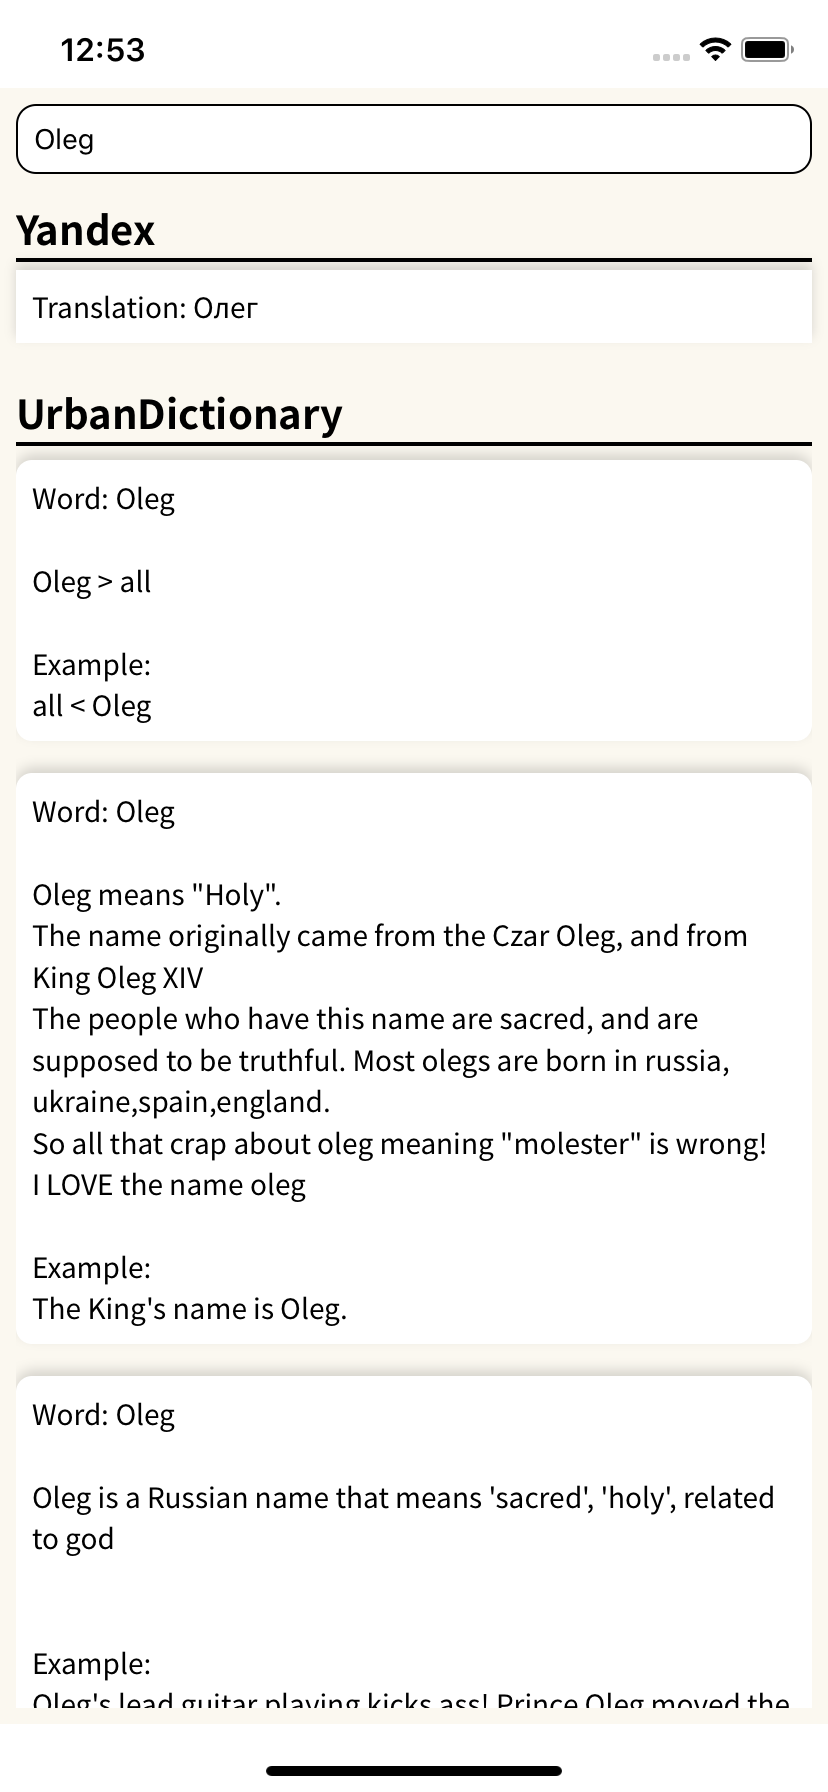 12:53
Oleg
Yandex
Translation: Олег
UrbanDictionary
Word: Oleg
Oleg > all
Example:
all < Oleg
Word: Oleg
Oleg means "Holy".
The name originally came from the Czar Oleg, and from
King Oleg XIV
The people who have this name are sacred, and are
supposed to be truthful. Most olegs are born in russia,
ukraine,spain,england.
So all that crap about oleg meaning "molester" is wrong!
I LOVE the name oleg
Example:
The King's name is Oleg.
Word: Oleg
Oleg is a Russian name that means 'sacred', 'holy', related
to god
Example:
Oleg's lead guitar playing kicks ass! Prince Oleg moved the